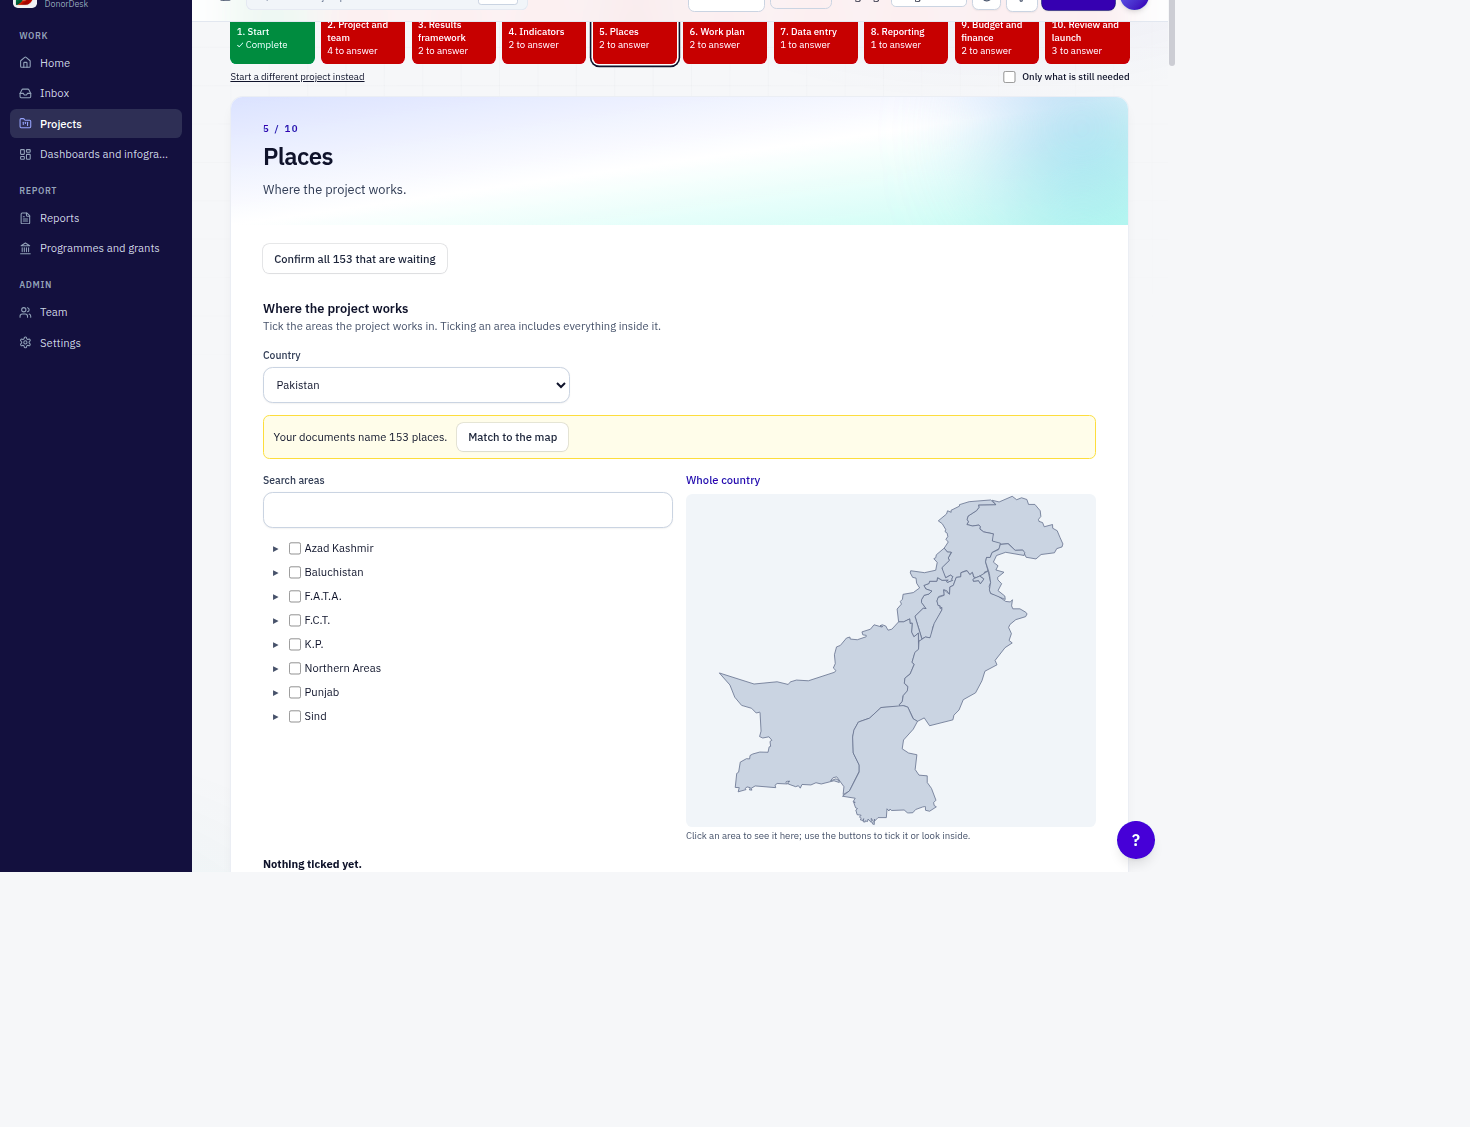 DonorDesk
WORK
Home
Inbox
Projects
Dashboards and infogra...
REPORT
Reports
Programmes and grants
ADMIN
Team
Settings
1. Start
✓ Complete
2. Project and team
4 to answer
3. Results framework
2 to answer
4. Indicators
2 to answer
5. Places
2 to answer
6. Work plan
2 to answer
7. Data entry
1 to answer
8. Reporting
1 to answer
9. Budget and finance
2 to answer
10. Review and launch
3 to answer
Start a different project instead
Only what is still needed
5 / 10
Places
Where the project works.
Confirm all 153 that are waiting
Where the project works
Tick the areas the project works in. Ticking an area includes everything inside it.
Country
Pakistan
Your documents name 153 places.
Match to the map
Search areas
Whole country
Azad Kashmir
Baluchistan
F.A.T.A.
F.C.T.
K.P.
Northern Areas
Punjab
Sind
Click an area to see it here; use the buttons to tick it or look inside.
Nothing ticked yet.
?